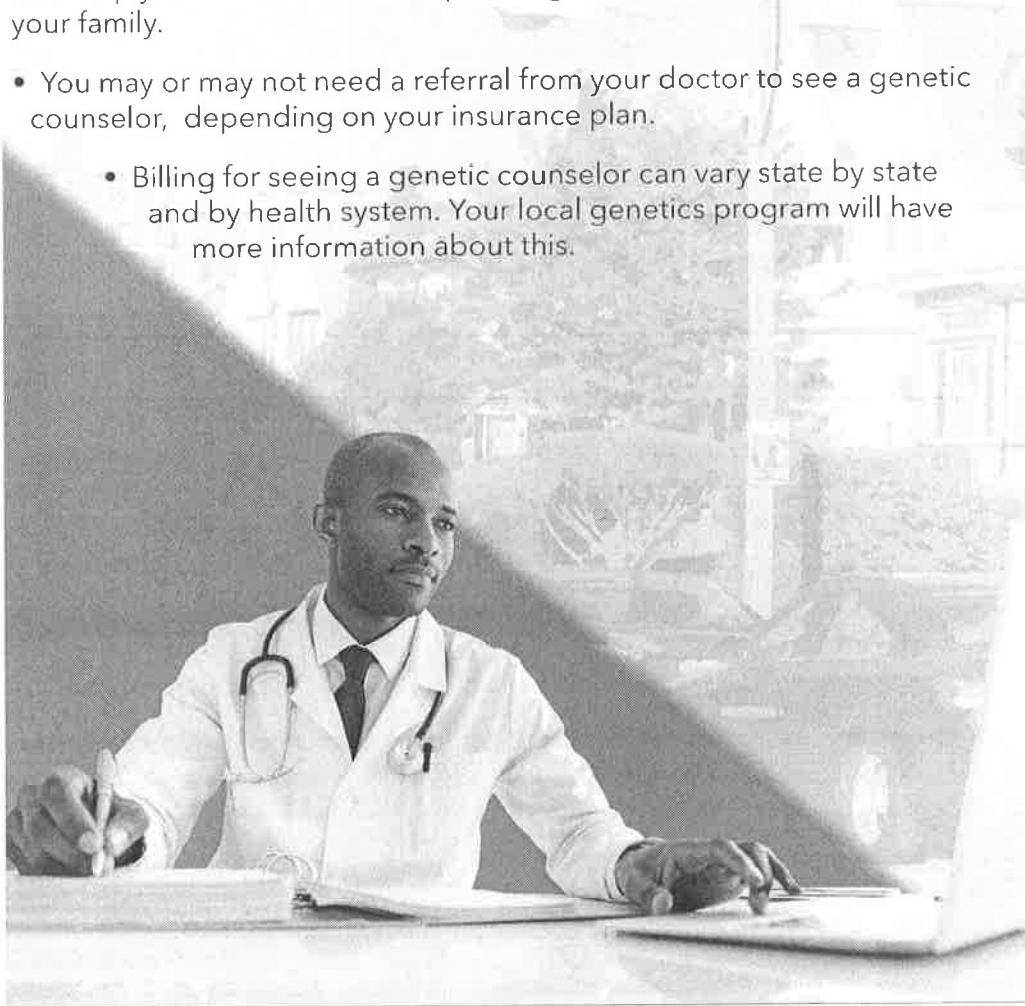 your family.
• You may or may not need a referral from your doctor to see a genetic
counselor, depending on your insurance plan.
• Billing for seeing a genetic counselor can vary state by state
and by health system. Your local genetics program will have
more information about this.